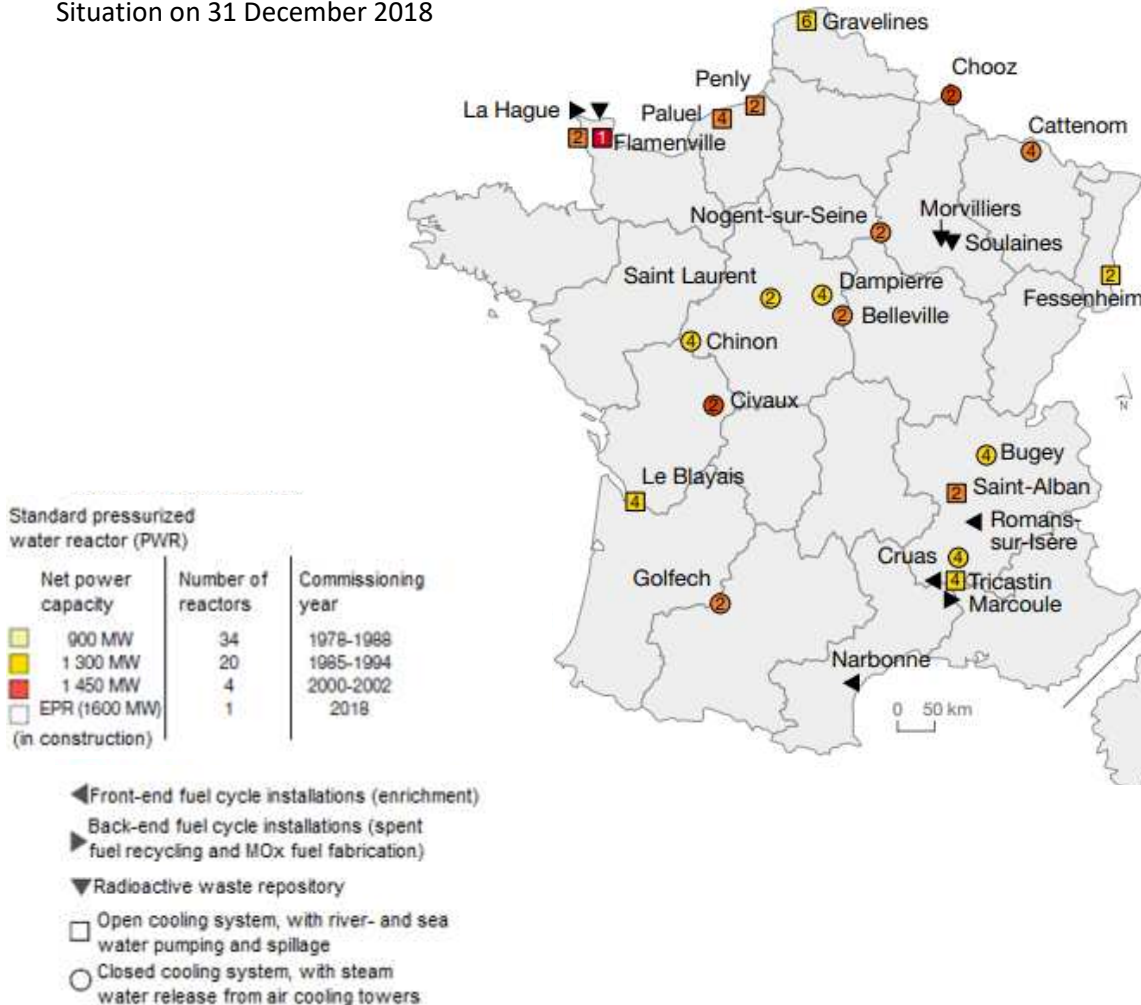 Situation on 31 December 2018
6 Gravelines
Chooz
2
Penly
2
La Hague
Paluel
4
2 1 Flamenville
Cattenom
4
Nogent-sur-Seine
2
Morvilliers
Soulaines
Saint Laurent
2
4 Dampierre
2 Belleville
2
Fessenheim
4 Chinon
N
2 Civaux
4 Bugey
Le Blayais
4
2 Saint-Alban
Romans-
sur-Isère
Cruas 4
4 Tricastin
Marcoule
Golfech
2
Narbonne
0 50 km
Standard pressurized
water reactor (PWR)
Net power Number of Commissioning
capacity reactors year
900 MW 34 1978-1988
1 300 MW 20 1985-1994
1 450 MW 4 2000-2002
EPR (1600 MW) 1 2018
(in construction)
Front-end fuel cycle installations (enrichment)
Back-end fuel cycle installations (spent
fuel recycling and MOx fuel fabrication)
Radioactive waste repository
Open cooling system, with river- and sea
water pumping and spillage
Closed cooling system, with steam
water release from air cooling towers